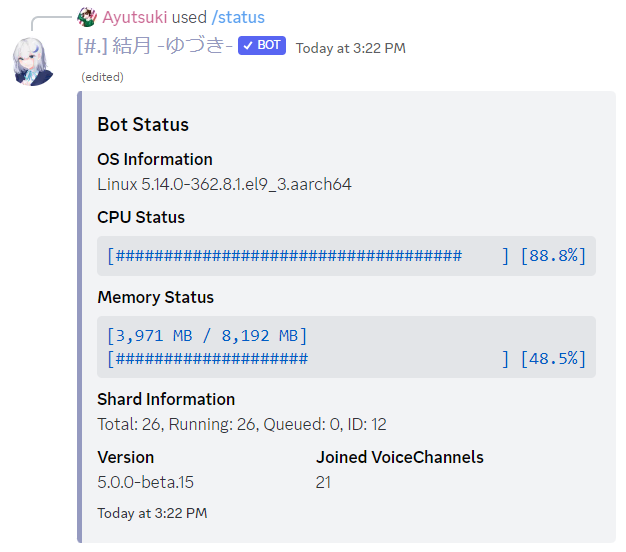 Ayutsuki used /status
[#.] 結月 -ゆづき- ✓ BOT Today at 3:22 PM
(edited)
Bot Status
OS Information
Linux 5.14.0-362.8.1.el9_3.aarch64
CPU Status
[####################################    ] [88.8%]
Memory Status
[3,971 MB / 8,192 MB]
[####################                    ] [48.5%]
Shard Information
Total: 26, Running: 26, Queued: 0, ID: 12
Version Joined VoiceChannels
5.0.0-beta.15 21
Today at 3:22 PM